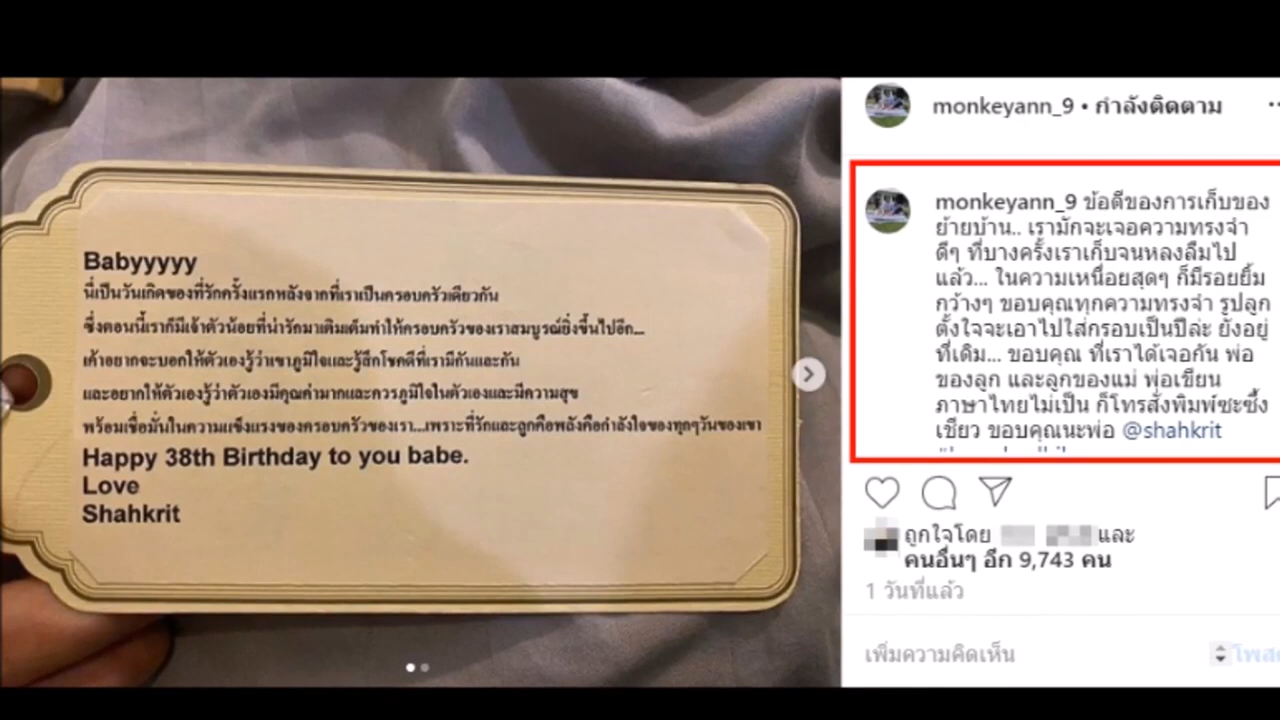 Babyyyyy
นี่เป็นวันเกิดของที่รักครั้งแรกหลังจากที่เราเป็นครอบครัวเดียวกัน
ซึ่งตอนนี้เราก็มีเจ้าตัวน้อยที่น่ารักมาเติมเต็มทำให้ครอบครัวของเราสมบูรณ์ยิ่งขึ้นไปอีก...
เค้าอยากจะบอกให้ตัวเองรู้ว่าเขาภูมิใจและรู้สึกโชคดีที่เรามีกันและกัน
และอยากให้ตัวเองรู้ว่าตัวเองมีคุณค่ามากและควรภูมิใจในตัวเองและมีความสุข
พร้อมเชื่อมั่นในความแข็งแรงของครอบครัวของเรา...เพราะที่รักและลูกคือพลังคือกำลังใจของทุกๆวันของเขา
Happy 38th Birthday to you babe.
Love
Shahkrit
monkeyann_9 • กำลังติดตาม
monkeyann_9 ข้อดีของการเก็บของ
ย้ายบ้าน.. เรามักจะเจอความทรงจำ
ดีๆ ที่บางครั้งเราเก็บจนหลงลืมไป
แล้ว... ในความเหนื่อยสุดๆ ก็มีรอยยิ้ม
กว้างๆ ขอบคุณทุกความทรงจำ รูปลูก
ตั้งใจจะเอาไปใส่กรอบเป็นปีล่ะ ยังอยู่
ที่เดิม... ขอบคุณ ที่เราได้เจอกัน พ่อ
ของลูก และลูกของแม่ พ่อเขียน
ภาษาไทยไม่เป็น ก็โทรสั่งพิมพ์ซะซึ้ง
เชียว ขอบคุณนะพ่อ @shahkrit
ถูกใจโดย และ
คนอื่นๆ อีก 9,743 คน
1 วันที่แล้ว
เพิ่มความคิดเห็น